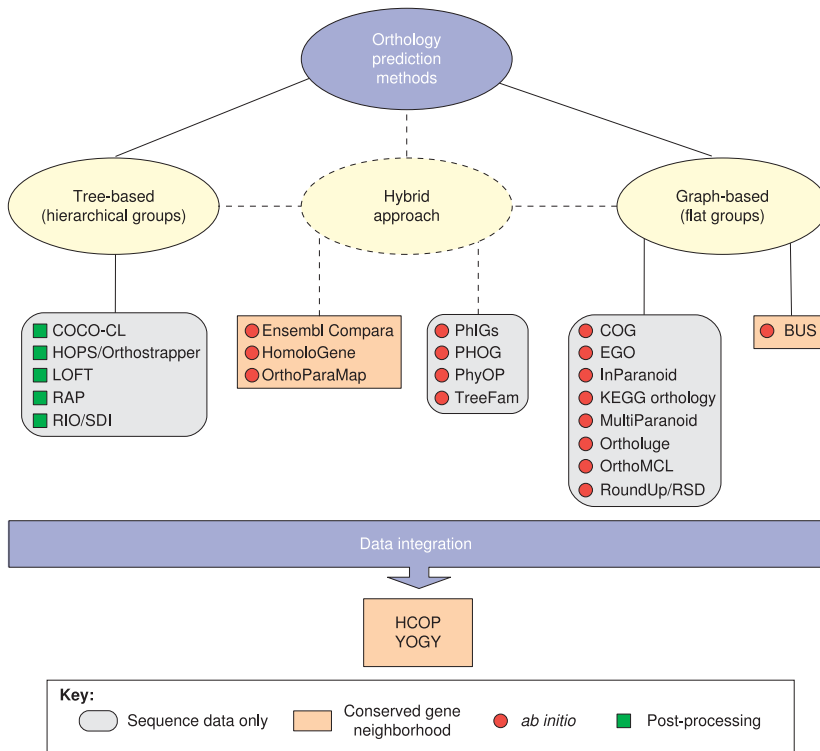 Orthology
prediction
methods
Tree-based
(hierarchical groups)
Hybrid
approach
Graph-based
(flat groups)
COCO-CL
HOPS/Orthostrapper
LOFT
RAP
RIO/SDI
Ensembl Compara
HomoloGene
OrthoParaMap
PhIGs
PHOG
PhyOP
TreeFam
COG
EGO
InParanoid
KEGG orthology
MultiParanoid
Ortholuge
OrthoMCL
RoundUp/RSD
BUS
Data integration
HCOP
YOGY
Key:
Sequence data only
Conserved gene
neighborhood
ab initio
Post-processing